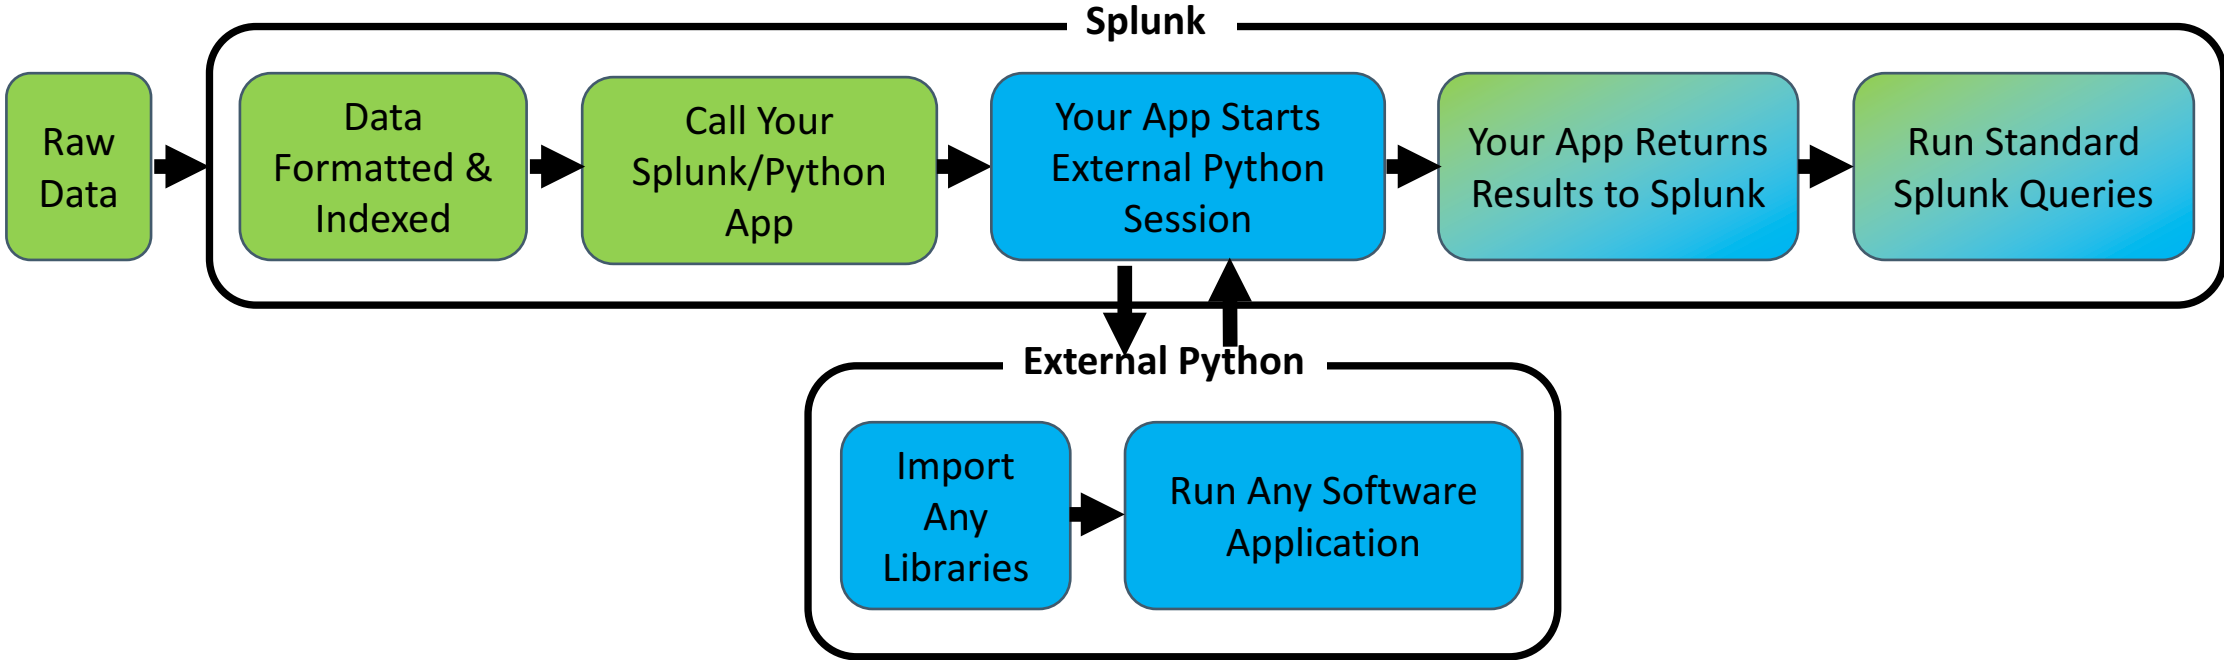 Splunk
Raw
Data
Data
Formatted &
Indexed
Call Your
Splunk/Python
App
Your App Starts
External Python
Session
Your App Returns
Results to Splunk
Run Standard
Splunk Queries
External Python
Import
Any
Libraries
Run Any Software
Application